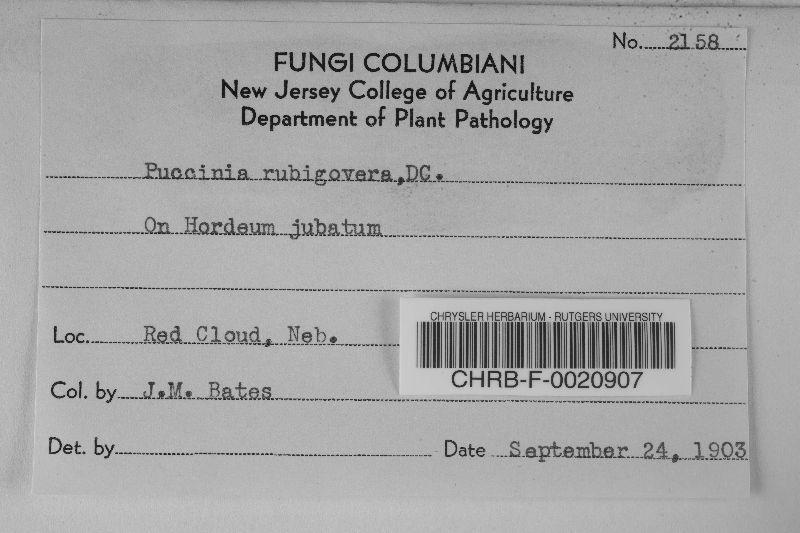 No. 2158
FUNGI COLUMBIANI
New Jersey College of Agriculture
Department of Plant Pathology
Puccinia rubigovera,DC.
On Hordeum jubatum
Loc. Red Cloud, Neb.
CHRYSLER HERBARIUM - RUTGERS UNIVERSITY
CHRB-F-0020907
Col. by J.M. Bates
Det. by
Date September 24, 1903